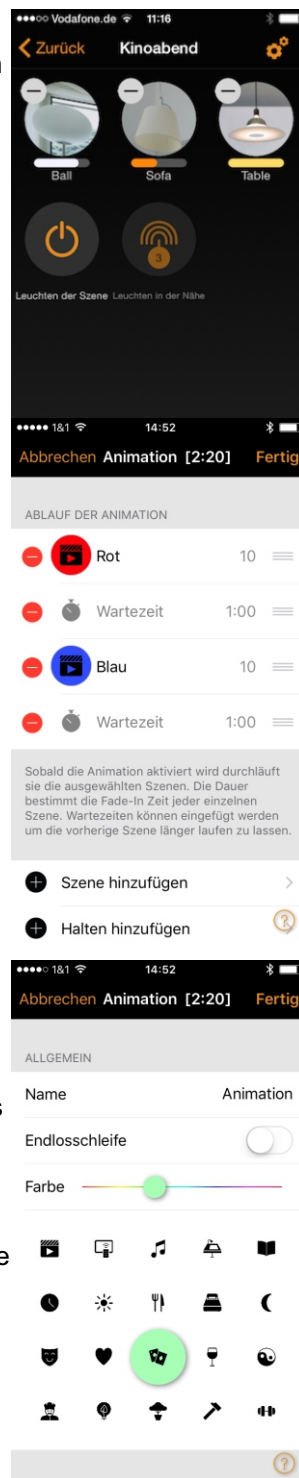 Vodafone.de 11:16
Zurück Kinoabend
Ball Sofa Table
3
Leuchten der Szene Leuchten in der Nähe
1&1 14:52
Abbrechen Animation [2:20] Fertig
ABLAUF DER ANIMATION
Rot 10
Wartezeit 1:00
Blau 10
Wartezeit 1:00
Sobald die Animation aktiviert wird durchläuft
sie die ausgewählten Szenen. Die Dauer
bestimmt die Fade-In Zeit jeder einzelnen
Szene. Wartezeiten können eingefügt werden
um die vorherige Szene länger laufen zu lassen.
Szene hinzufügen
Halten hinzufügen
?
1&1 14:52
Abbrechen Animation [2:20] Fertig
ALLGEMEIN
Name Animation
Endlosschleife
Farbe
?